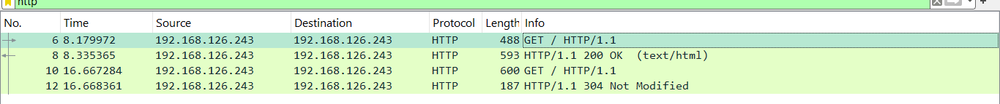 http
No. Time Source Destination Protocol Length Info
6 8.179972 192.168.126.243 192.168.126.243 HTTP 488 GET / HTTP/1.1
8 8.335365 192.168.126.243 192.168.126.243 HTTP 593 HTTP/1.1 200 OK (text/html)
10 16.667284 192.168.126.243 192.168.126.243 HTTP 600 GET / HTTP/1.1
12 16.668361 192.168.126.243 192.168.126.243 HTTP 187 HTTP/1.1 304 Not Modified